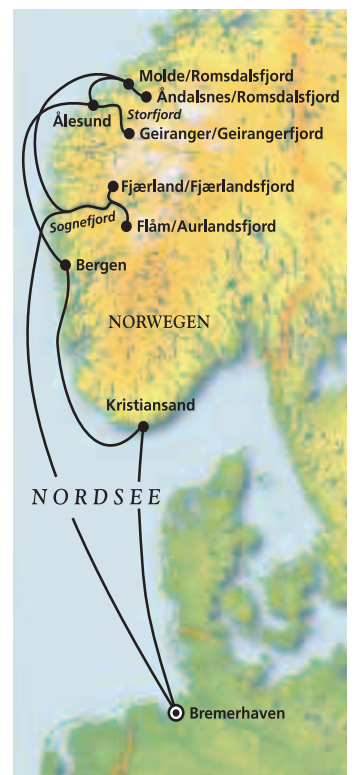 Molde/Romsdalsfjord
Åndalsnes/Romsdalsfjord
Ålesund
Storfjord
Geiranger/Geirangerfjord
Fjærland/Fjærlandsfjord
Sognefjord
Flåm/Aurlandsfjord
Bergen
NORWEGEN
Kristiansand
NORDSEE
Bremerhaven